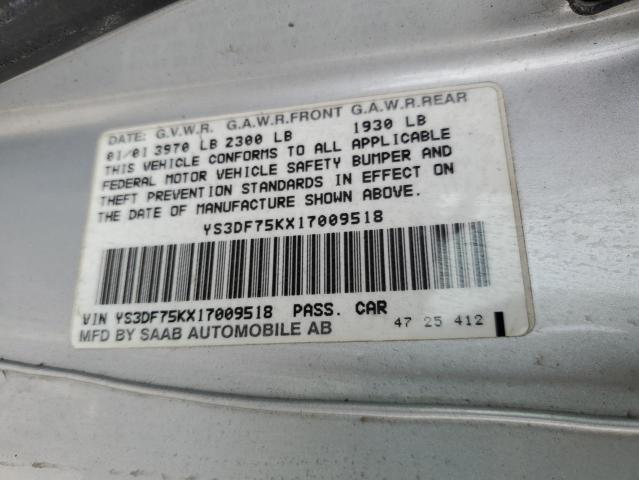 DATE: G.V.W.R. G.A.W.R.FRONT G.A.W.R.REAR
01/01 3970 LB 2300 LB 1930 LB
THIS VEHICLE CONFORMS TO ALL APPLICABLE
FEDERAL MOTOR VEHICLE SAFETY BUMPER AND
THEFT PREVENTION STANDARDS IN EFFECT ON
THE DATE OF MANUFACTURE SHOWN ABOVE.
YS3DF75KX17009518
VIN YS3DF75KX17009518 PASS. CAR
MFD BY SAAB AUTOMOBILE AB 47 25 412